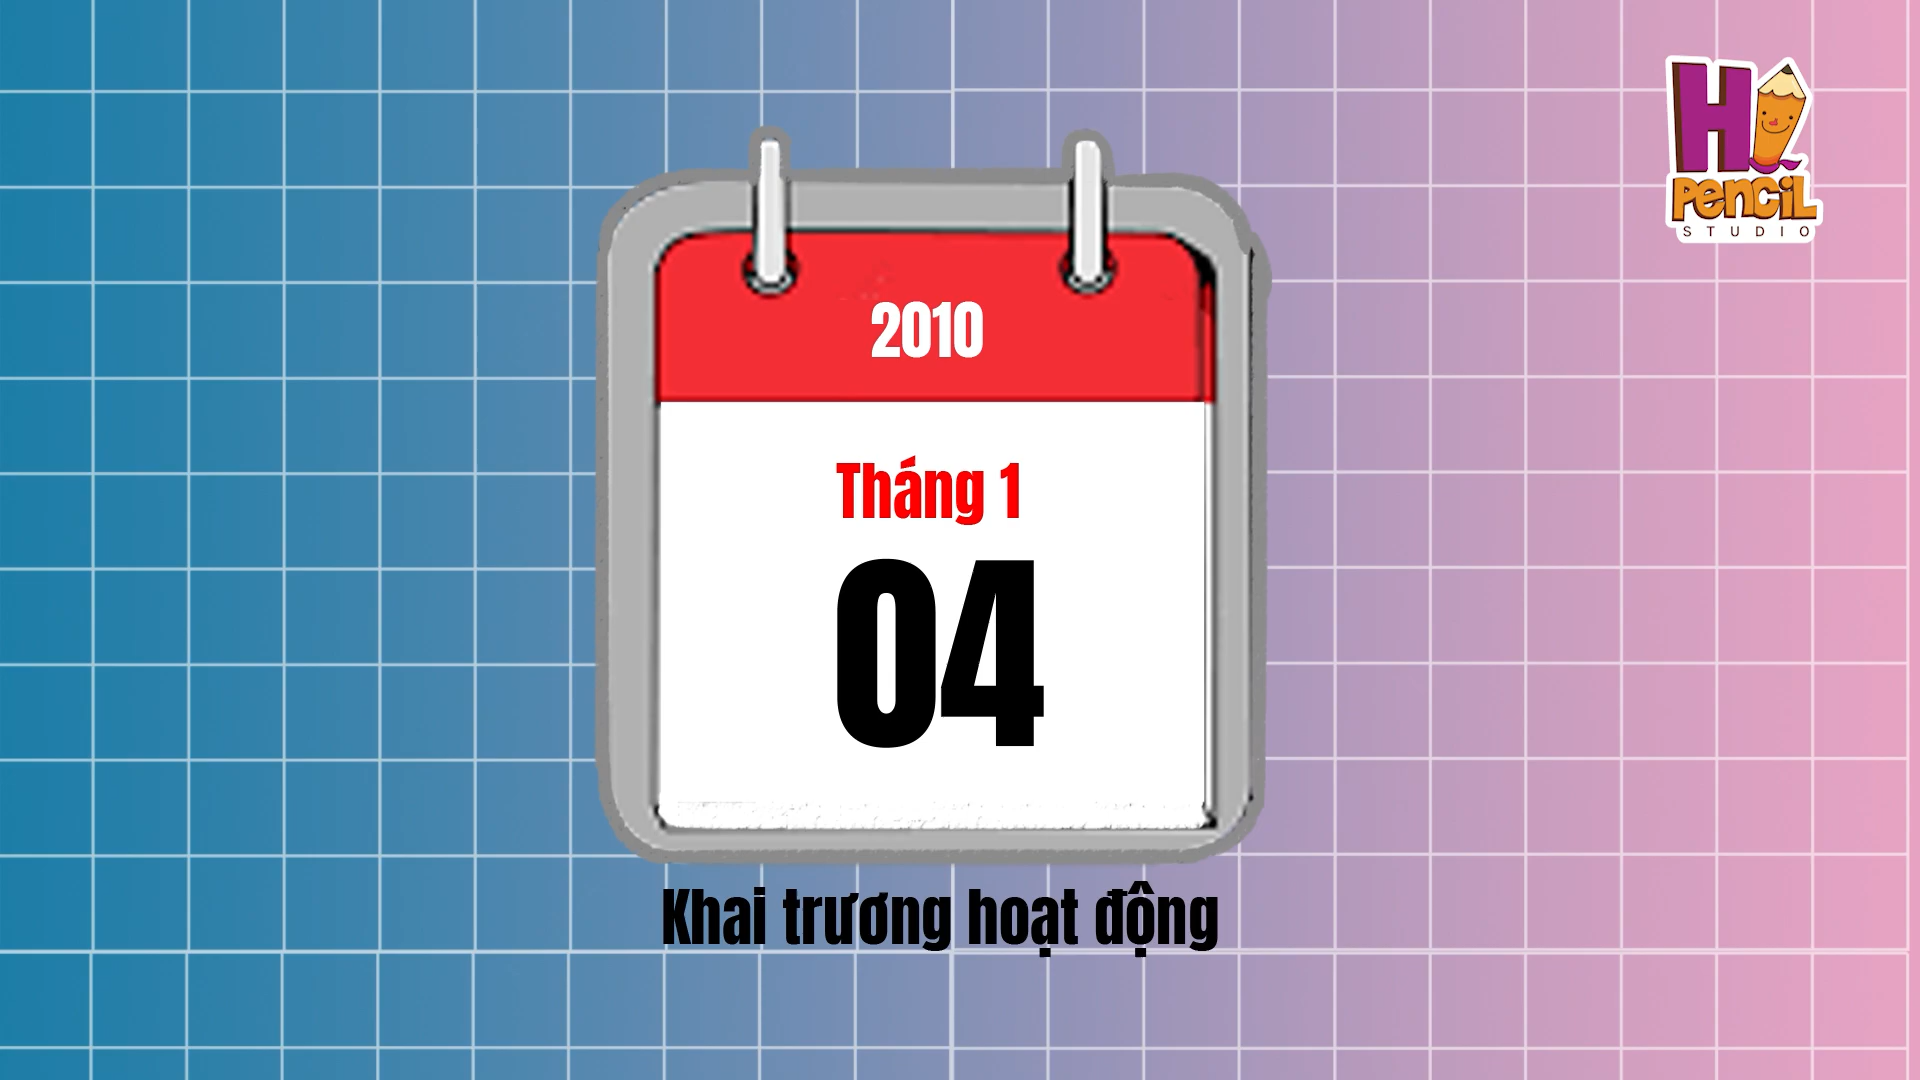 Hi
Pencil
STUDIO
2010
Tháng 1
04
Khai trương hoạt động